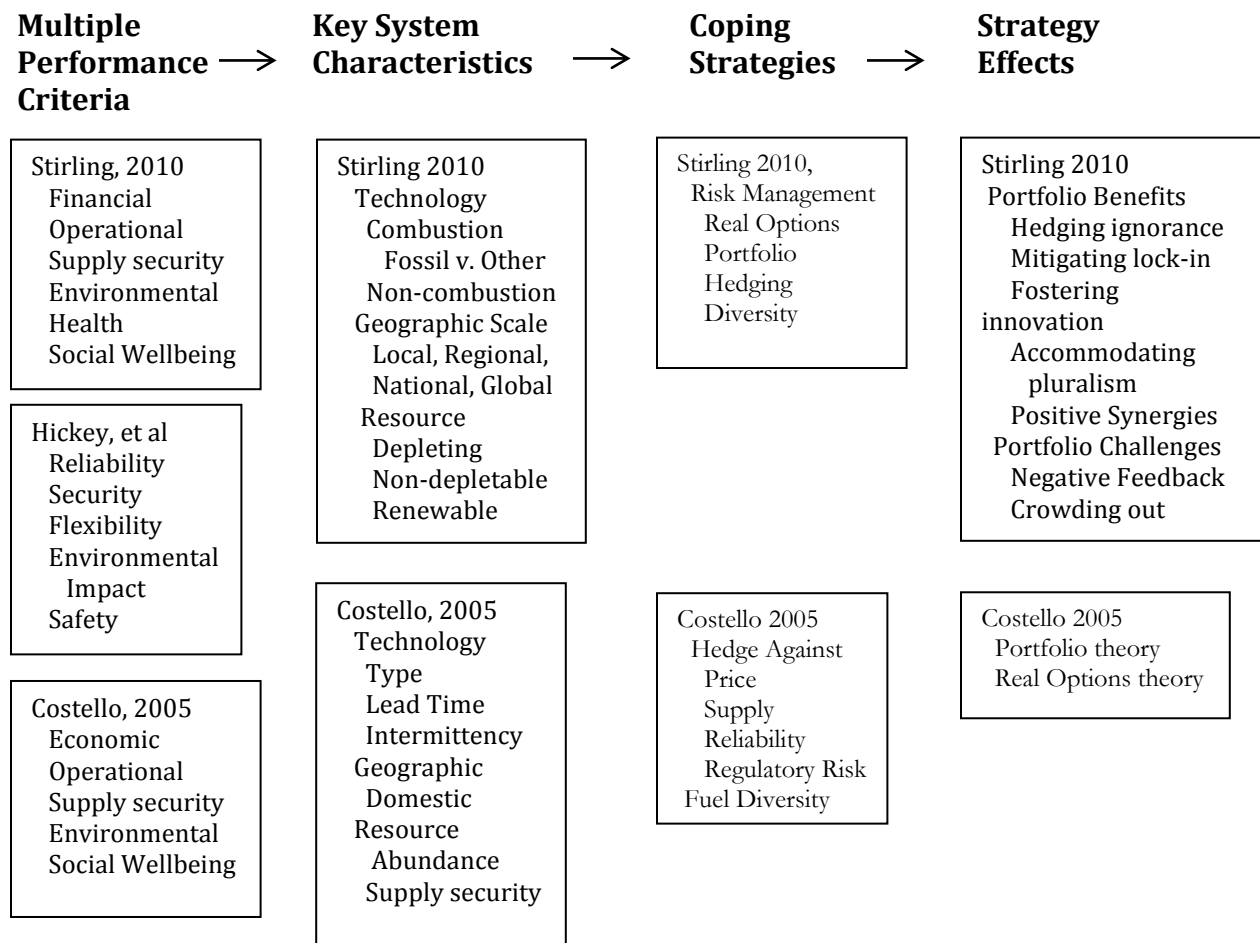 Multiple
Performance
Criteria
Key System
Characteristics
Coping
Strategies
Strategy
Effects
Stirling, 2010
Financial
Operational
Supply security
Environmental
Health
Social Wellbeing
Hickey, et al
Reliability
Security
Flexibility
Environmental
Impact
Safety
Costello, 2005
Economic
Operational
Supply security
Environmental
Social Wellbeing
Stirling 2010
Technology
Combustion
Fossil v. Other
Non-combustion
Geographic Scale
Local, Regional,
National, Global
Resource
Depleting
Non-depletable
Renewable
Costello, 2005
Technology
Type
Lead Time
Intermittency
Geographic
Domestic
Resource
Abundance
Supply security
Stirling 2010,
Risk Management
Real Options
Portfolio
Hedging
Diversity
Costello 2005
Hedge Against
Price
Supply
Reliability
Regulatory Risk
Fuel Diversity
Stirling 2010
Portfolio Benefits
Hedging ignorance
Mitigating lock-in
Fostering
innovation
Accommodating
pluralism
Positive Synergies
Portfolio Challenges
Negative Feedback
Crowding out
Costello 2005
Portfolio theory
Real Options theory